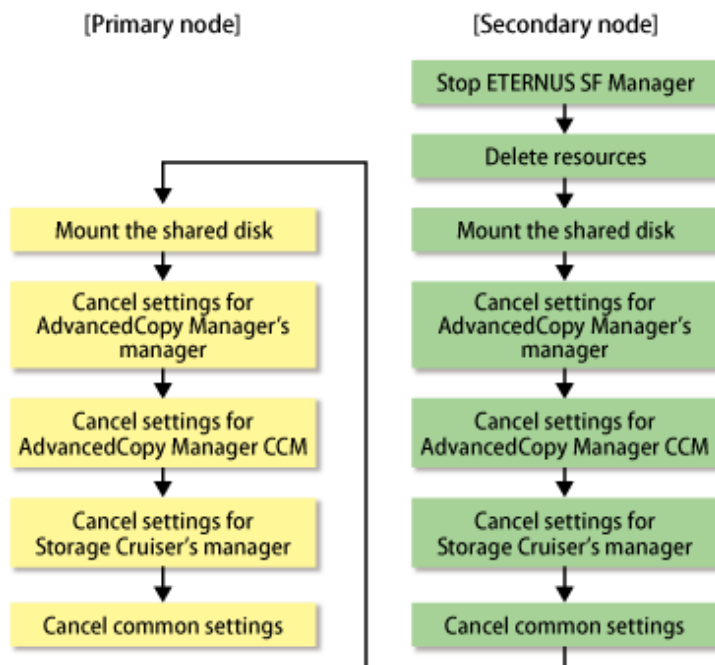 [Primary node]
[Secondary node]
Stop ETERNUS SF Manager
Delete resources
Mount the shared disk
Cancel settings for
AdvancedCopy Manager's
manager
Cancel settings for
AdvancedCopy Manager CCM
Cancel settings for
Storage Cruiser's manager
Cancel common settings
Mount the shared disk
Cancel settings for
AdvancedCopy Manager's
manager
Cancel settings for
AdvancedCopy Manager CCM
Cancel settings for
Storage Cruiser's manager
Cancel common settings